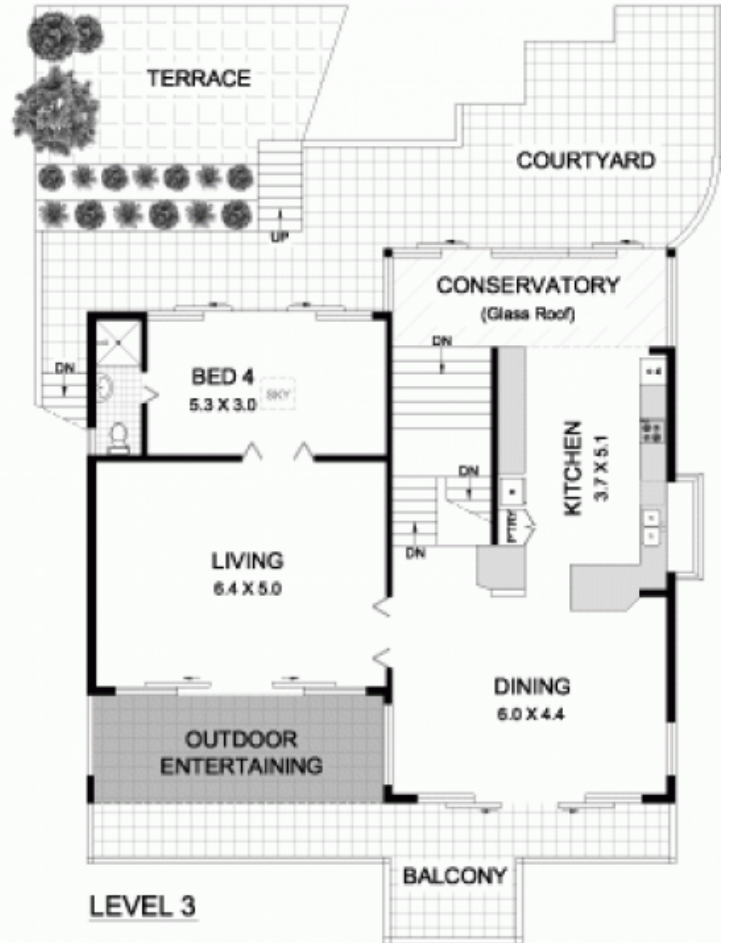 TERRACE
COURTYARD
UP
CONSERVATORY
(Glass Roof)
DN
DN
BED 4
5.3 X 3.0
SKY
KITCHEN
3.7 X 5.1
DN
PTRY
DN
LIVING
6.4 X 5.0
DINING
6.0 X 4.4
OUTDOOR
ENTERTAINING
BALCONY
LEVEL 3